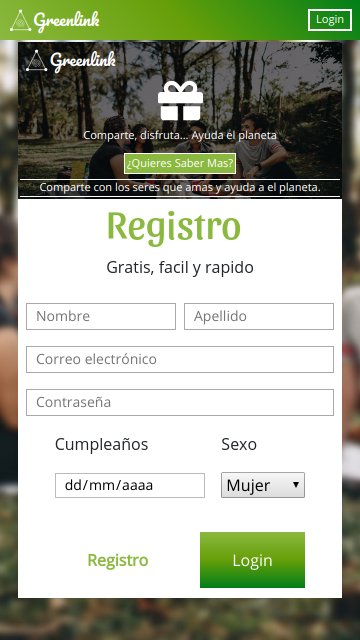 Greenlink
Login
Greenlink
Comparte, disfruta... Ayuda el planeta
¿Quieres Saber Mas?
Comparte con los seres que amas y ayuda a el planeta.
Registro
Gratis, facil y rapido
Nombre Apellido
Correo electrónico
Contraseña
Cumpleaños Sexo
dd/mm/aaaa Mujer
Registro Login